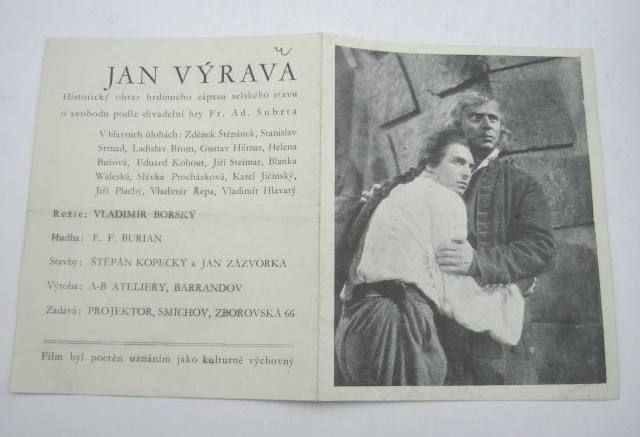 JAN VÝRAVA
Historický obraz hrdinného zápasu selského stavu
o svobodu podle divadelní hry Fr. Ad. Šubrta
V hlavních úlohách: Zdeněk Štěpánek, Stanislav
Strnad, Ladislav Brom, Gustav Hilmar, Helena
Bušová, Eduard Kohout, Jiří Steimar, Blanka
Waleská, Slávka Procházková, Karel Jičínský,
Jiří Plachý, Vladimír Řepa, Vladimír Hlavatý
Režie: VLADIMÍR BORSKÝ
Hudba: E. F. BURIAN
Stavby: ŠTĚPÁN KOPECKÝ a JAN ZÁZVORKA
Výroba: A-B ATELIERY, BARRANDOV
Zadává: PROJEKTOR, SMÍCHOV, ZBOROVSKÁ 66
Film byl poctěn uznáním jako kulturně výchovný